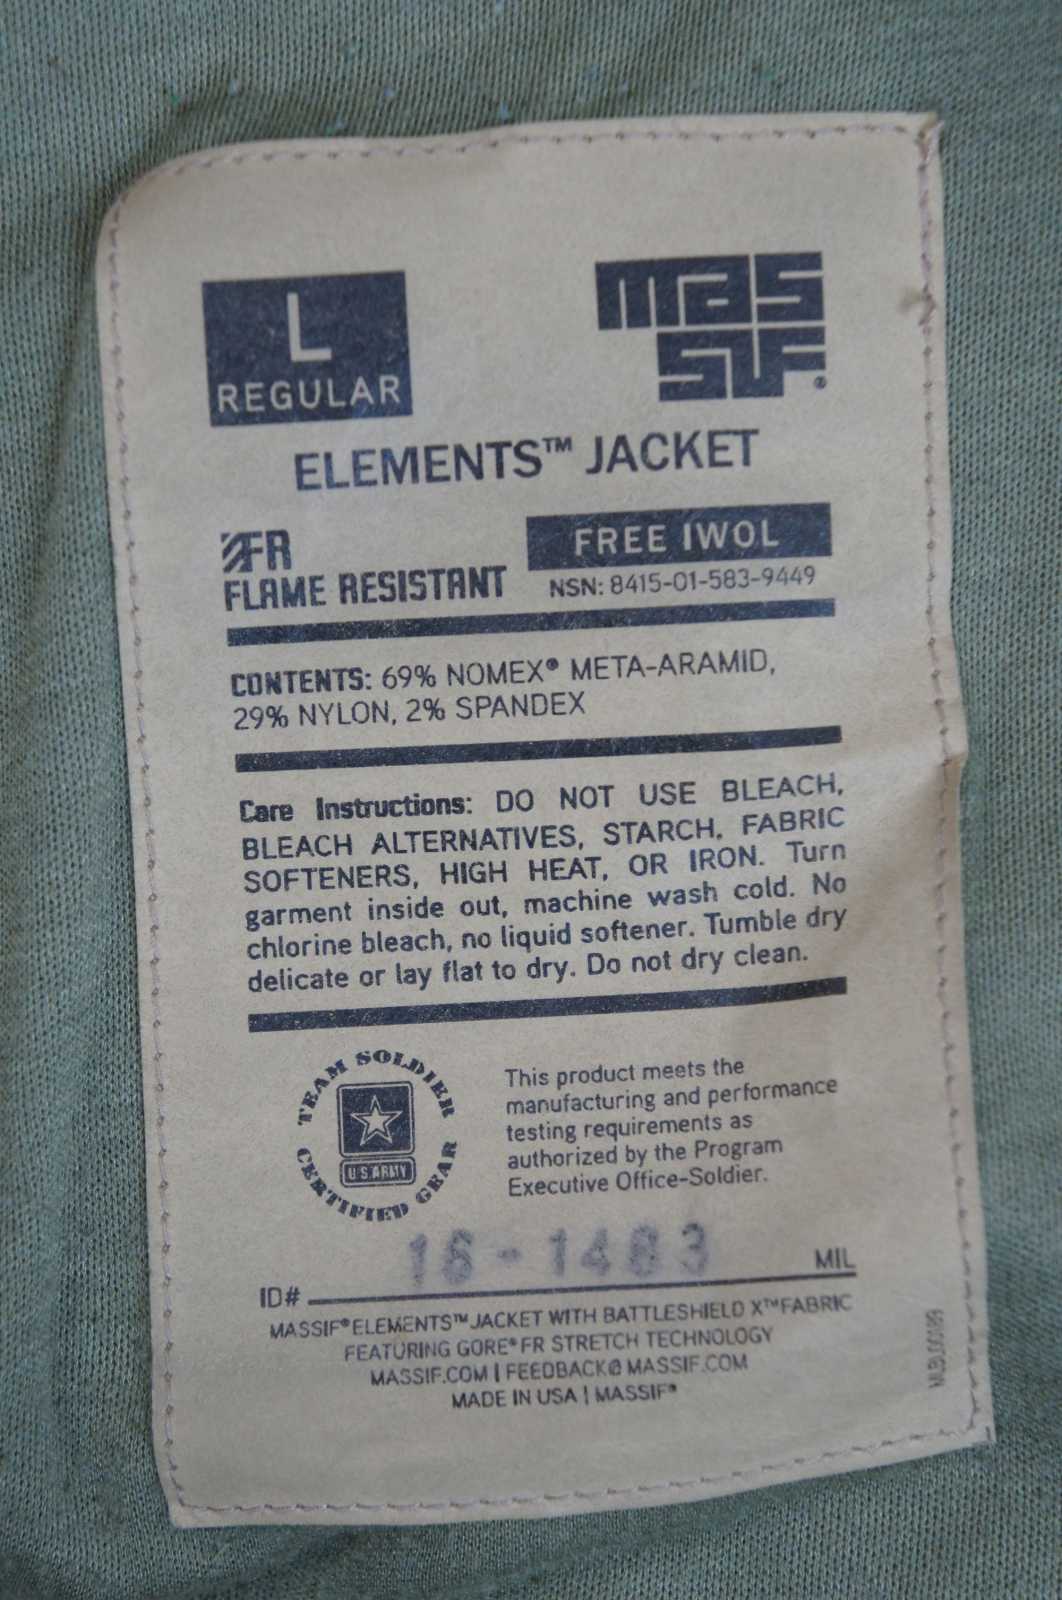 L
REGULAR
massif®
ELEMENTS™ JACKET
FR
FLAME RESISTANT
FREE IWOL
NSN: 8415-01-583-9449
CONTENTS: 69% NOMEX® META-ARAMID,
29% NYLON, 2% SPANDEX
Care Instructions: DO NOT USE BLEACH,
BLEACH ALTERNATIVES, STARCH, FABRIC
SOFTENERS, HIGH HEAT, OR IRON. Turn
garment inside out, machine wash cold. No
chlorine bleach, no liquid softener. Tumble dry
delicate or lay flat to dry. Do not dry clean.
TEAM SOLDIER
U.S.ARMY
CERTIFIED GEAR
This product meets the
manufacturing and performance
testing requirements as
authorized by the Program
Executive Office-Soldier.
ID# 16-1483 MIL
MASSIF® ELEMENTS™ JACKET WITH BATTLESHIELD X™ FABRIC
FEATURING GORE® FR STRETCH TECHNOLOGY
MASSIF.COM | FEEDBACK@MASSIF.COM
MADE IN USA | MASSIF®